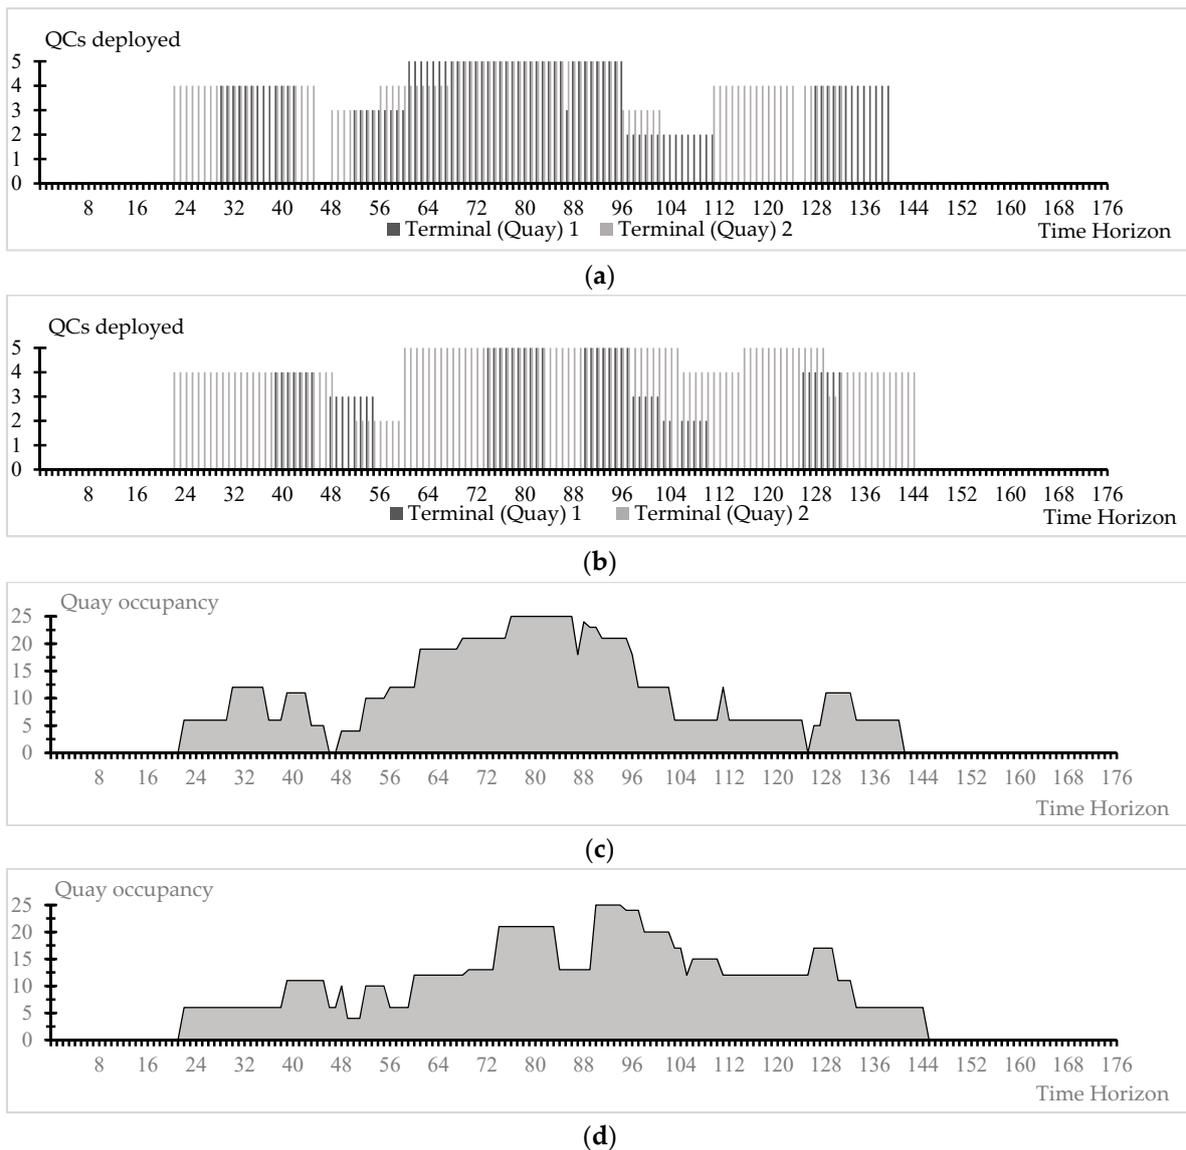 QCs deployed
5
4
3
2
1
0
8 16 24 32 40 48 56 64 72 80 88 96 104 112 120 128 136 144 152 160 168 176
Terminal (Quay) 1 Terminal (Quay) 2 Time Horizon
(a)
QCs deployed
5
4
3
2
1
0
8 16 24 32 40 48 56 64 72 80 88 96 104 112 120 128 136 144 152 160 168 176
Terminal (Quay) 1 Terminal (Quay) 2 Time Horizon
(b)
Quay occupancy
25
20
15
10
5
0
8 16 24 32 40 48 56 64 72 80 88 96 104 112 120 128 136 144 152 160 168 176
Time Horizon
(c)
Quay occupancy
25
20
15
10
5
0
8 16 24 32 40 48 56 64 72 80 88 96 104 112 120 128 136 144 152 160 168 176
Time Horizon
(d)